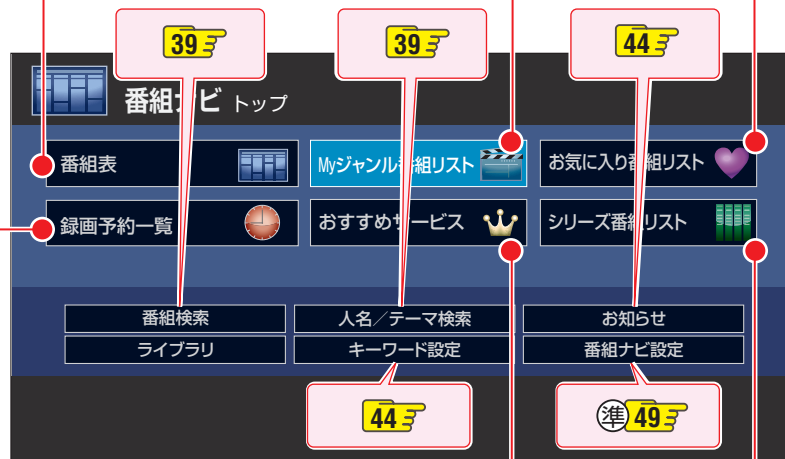 39
39
44
番組ナビ トップ
番組表
Myジャンル番組リスト
お気に入り番組リスト
録画予約一覧
おすすめサービス
シリーズ番組リスト
番組検索
人名／テーマ検索
お知らせ
ライブラリ
キーワード設定
番組ナビ設定
44
準 49